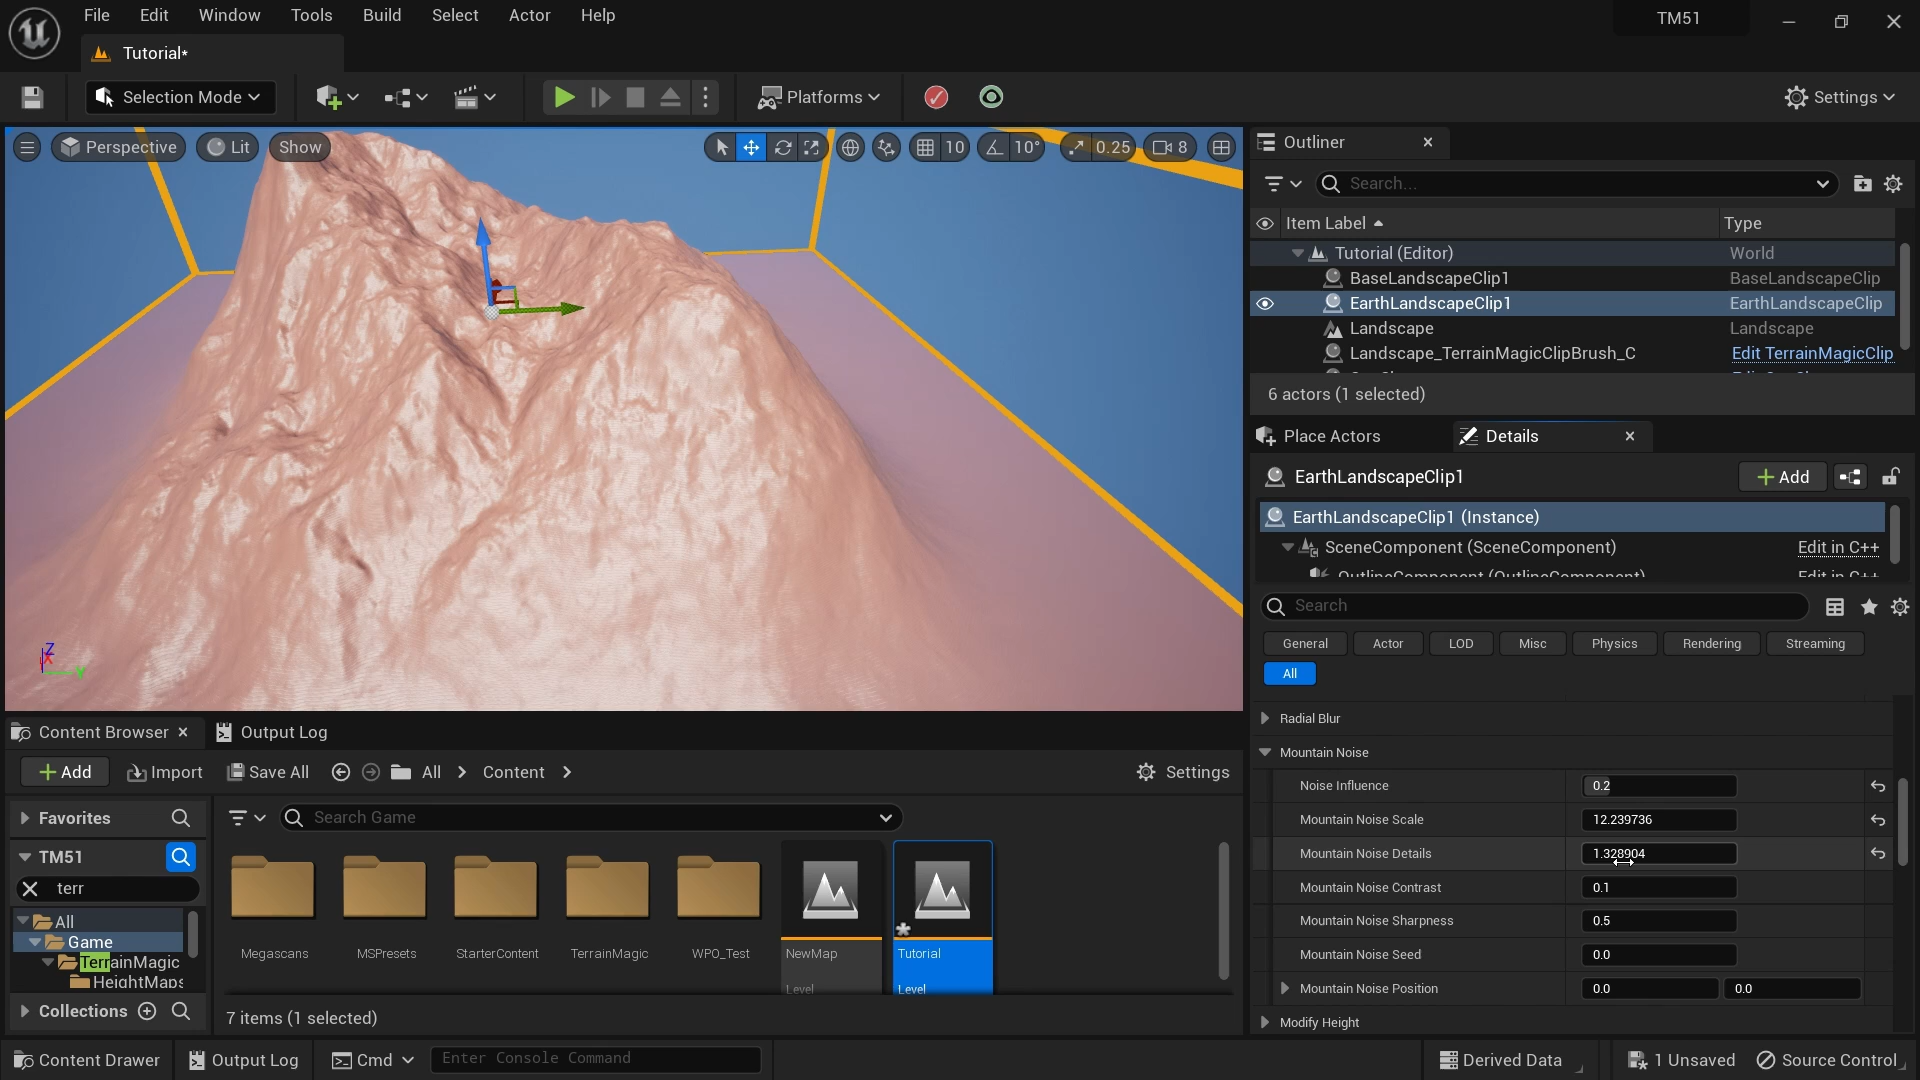 File Edit Window Tools Build Select Actor Help
TM51
Tutorial*
Selection Mode
Platforms
Settings
Perspective Lit Show
10 10° 0.25 8
Z
X
Y
Outliner
Search...
Item Label Type
Tutorial (Editor) World
BaseLandscapeClip1 BaseLandscapeClip
EarthLandscapeClip1 EarthLandscapeClip
Landscape Landscape
Landscape_TerrainMagicClipBrush_C Edit TerrainMagicClip
6 actors (1 selected)
Place Actors Details
EarthLandscapeClip1 Add
EarthLandscapeClip1 (Instance)
SceneComponent (SceneComponent) Edit in C++
OutlineComponent (OutlineComponent) Edit in C++
Search
General Actor LOD Misc Physics Rendering Streaming
All
Radial Blur
Mountain Noise
Noise Influence 0.2
Mountain Noise Scale 12.239736
Mountain Noise Details 1.328904
Mountain Noise Contrast 0.1
Mountain Noise Sharpness 0.5
Mountain Noise Seed 0.0
Mountain Noise Position 0.0 0.0
Modify Height
Content Browser Output Log
Add Import Save All All Content Settings
Favorites
TM51
terr
All
Game
TerrainMagic
HeightMaps
Collections
Search Game
Megascans MSPresets StarterContent TerrainMagic WPO_Test NewMap Tutorial
Level Level
7 items (1 selected)
Content Drawer Output Log Cmd Enter Console Command Derived Data 1 Unsaved Source Control